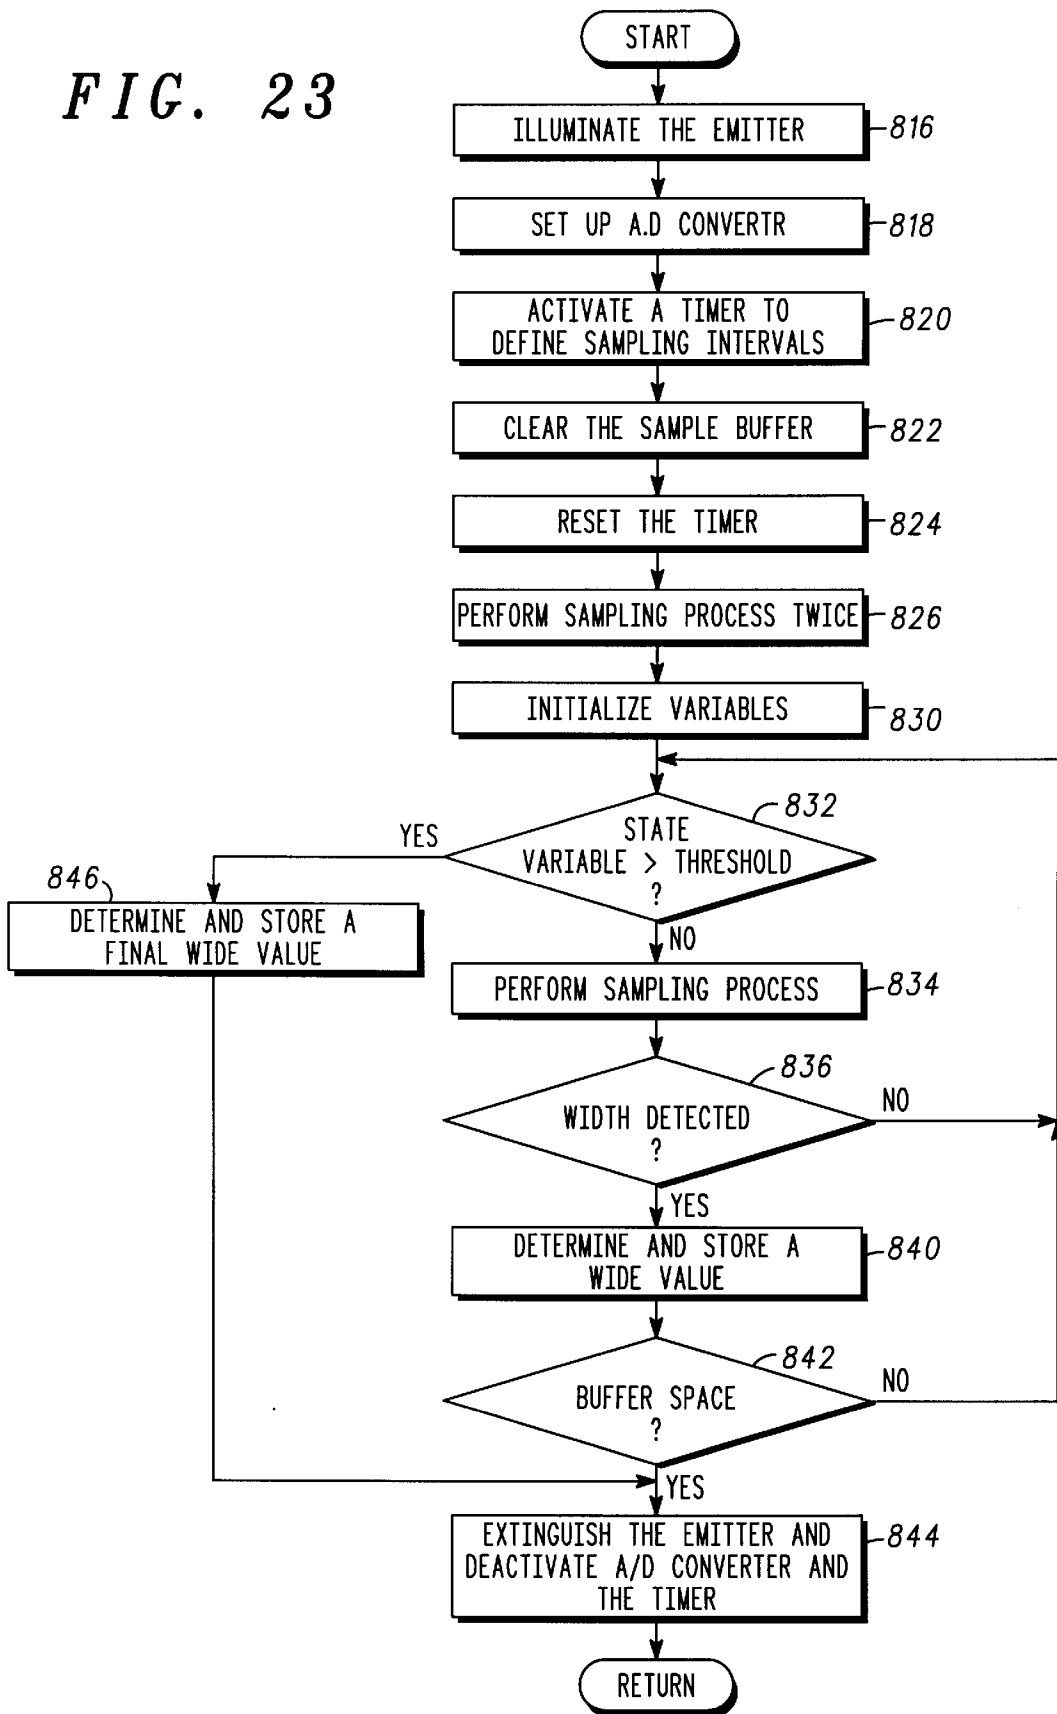 FIG. 23
START
ILLUMINATE THE EMITTER
816
SET UP A.D CONVERTR
818
ACTIVATE A TIMER TO
DEFINE SAMPLING INTERVALS
820
CLEAR THE SAMPLE BUFFER
822
RESET THE TIMER
824
PERFORM SAMPLING PROCESS TWICE
826
INITIALIZE VARIABLES
830
832
STATE
VARIABLE > THRESHOLD
?
YES
NO
846
DETERMINE AND STORE A
FINAL WIDE VALUE
PERFORM SAMPLING PROCESS
834
836
WIDTH DETECTED
?
NO
YES
DETERMINE AND STORE A
WIDE VALUE
840
842
BUFFER SPACE
?
NO
YES
EXTINGUISH THE EMITTER AND
DEACTIVATE A/D CONVERTER AND
THE TIMER
844
RETURN